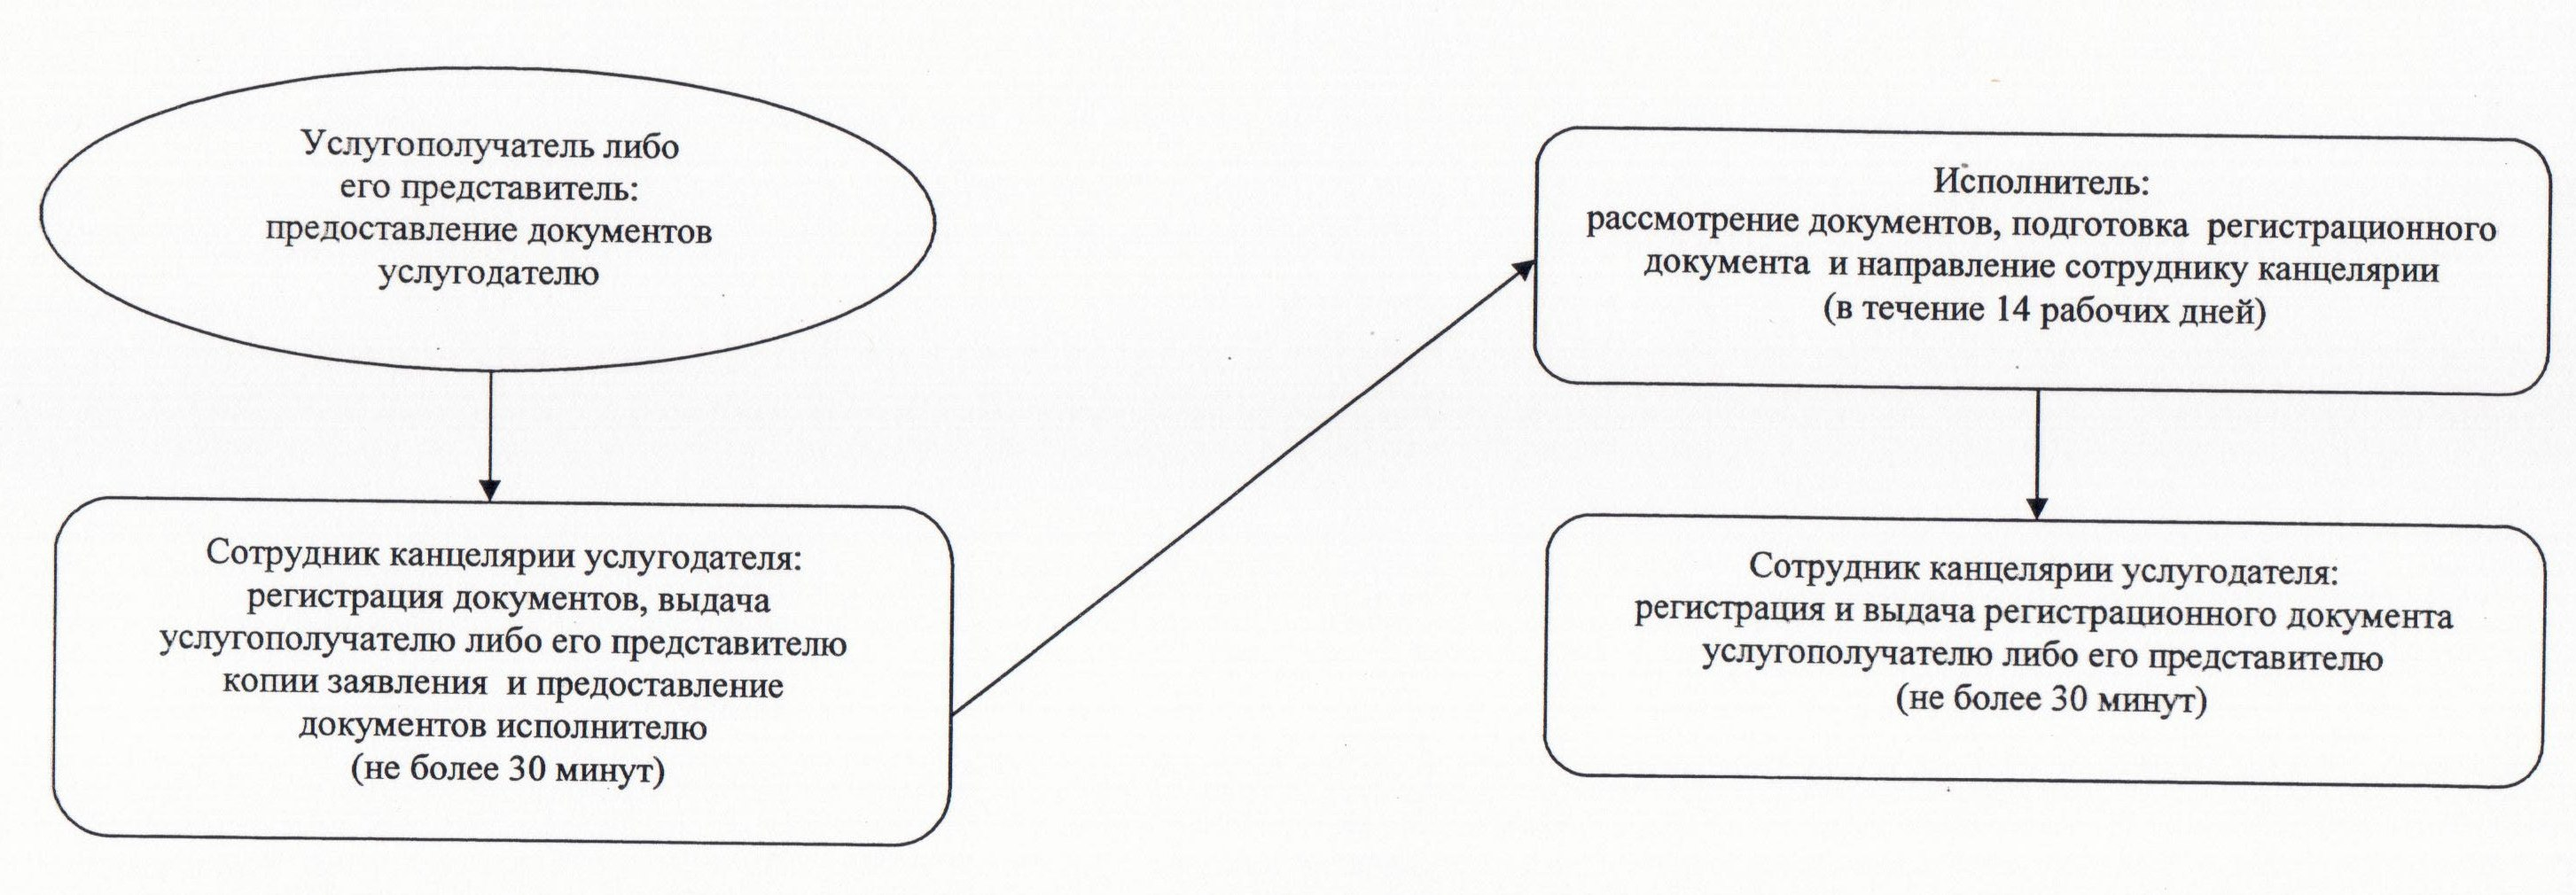 Услугополучатель либо
его представитель:
предоставление документов
услугодателю
Сотрудник канцелярии услугодателя:
регистрация документов, выдача
услугополучателю либо его представителю
копии заявления и предоставление
документов исполнителю
(не более 30 минут)
Исполнитель:
рассмотрение документов, подготовка регистрационного
документа и направление сотруднику канцелярии
(в течение 14 рабочих дней)
Сотрудник канцелярии услугодателя:
регистрация и выдача регистрационного документа
услугополучателю либо его представителю
(не более 30 минут)